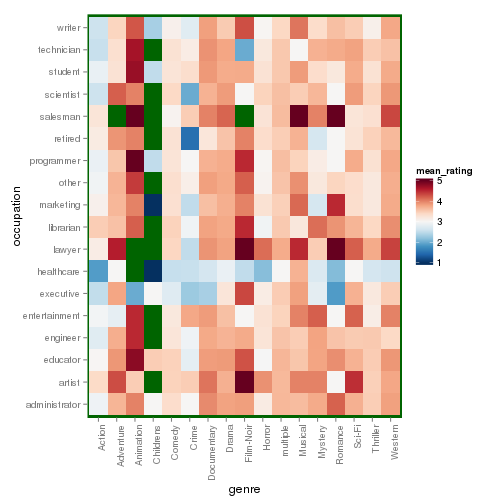 writer
technician
student
scientist
salesman
retired
programmer
other
marketing
librarian
lawyer
healthcare
executive
entertainment
engineer
educator
artist
administrator
occupation
Action
Adventure
Animation
Childrens
Comedy
Crime
Documentary
Drama
Film-Noir
Horror
multiple
Musical
Mystery
Romance
Sci-Fi
Thriller
Western
genre
mean_rating
5
4
3
2
1